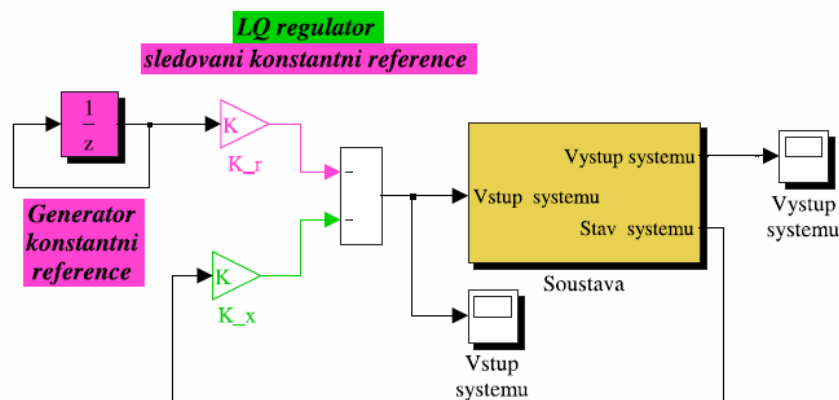 LQ regulator
sledovani konstantni reference
1
z
K
K_r
Generator
konstantni
reference
K
K_x
−
−
Vystup systemu
Vstup systemu
Stav systemu
Soustava
Vystup
systemu
Vstup
systemu